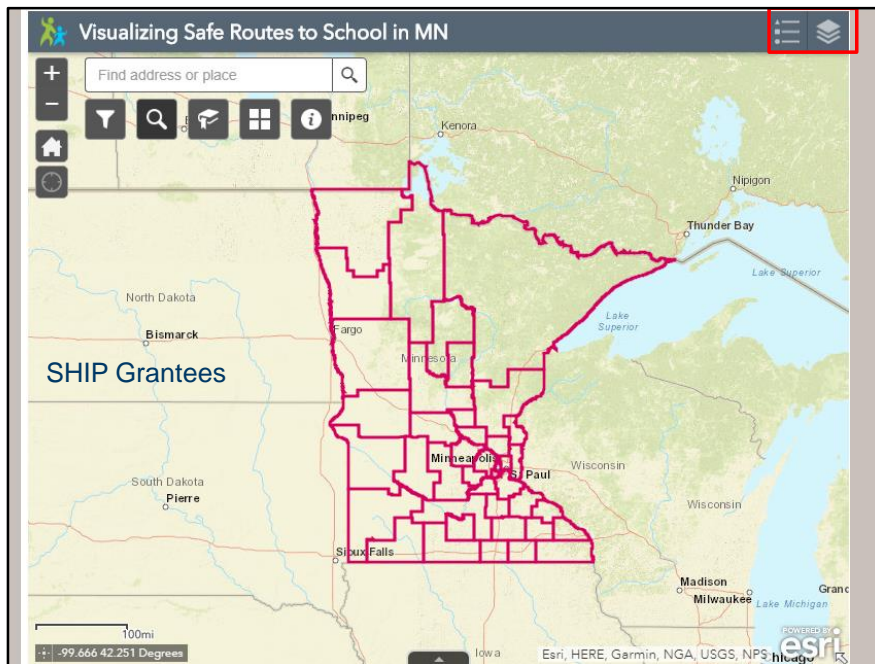 Visualizing Safe Routes to School in MN
+
Find address or place
−
nnipeg
Kenora
Nipigon
Thunder Bay
Lake Superior
North Dakota
Lake
Superior
Fargo
Bismarck
Minnesota
SHIP Grantees
Minneapolis
St Paul
Wisconsin
South Dakota
Pierre
Wisconsin
Sioux Falls
Madison
Milwaukee
Lake Michigan
Grand
100mi
POWERED BY
esri
-99.666 42.251 Degrees
Iowa
Esri, HERE, Garmin, NGA, USGS, NPS
hicago